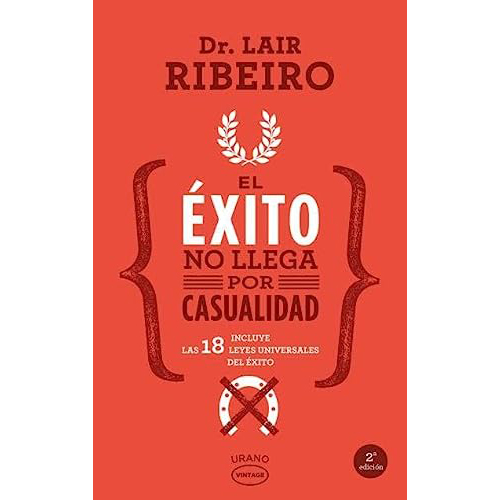 Dr. LAIR
RIBEIRO
EL
ÉXITO
NO LLEGA
POR
CASUALIDAD
INCLUYE
LAS 18 LEYES UNIVERSALES
DEL ÉXITO
2ª
edición
URANO
VINTAGE